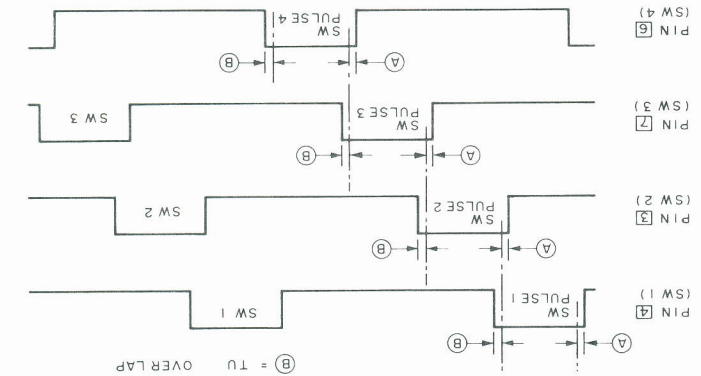 Ⓑ = TU OVER LAP
Ⓐ Ⓑ
PIN 4
(SW 1)
SW
PULSE 1
SW 1
Ⓐ Ⓑ
PIN 3
(SW 2)
SW
PULSE 2
SW 2
Ⓐ Ⓑ
PIN 7
(SW 3)
SW
PULSE 3
SW 3
Ⓐ Ⓑ
PIN 6
(SW 4)
SW
PULSE 4